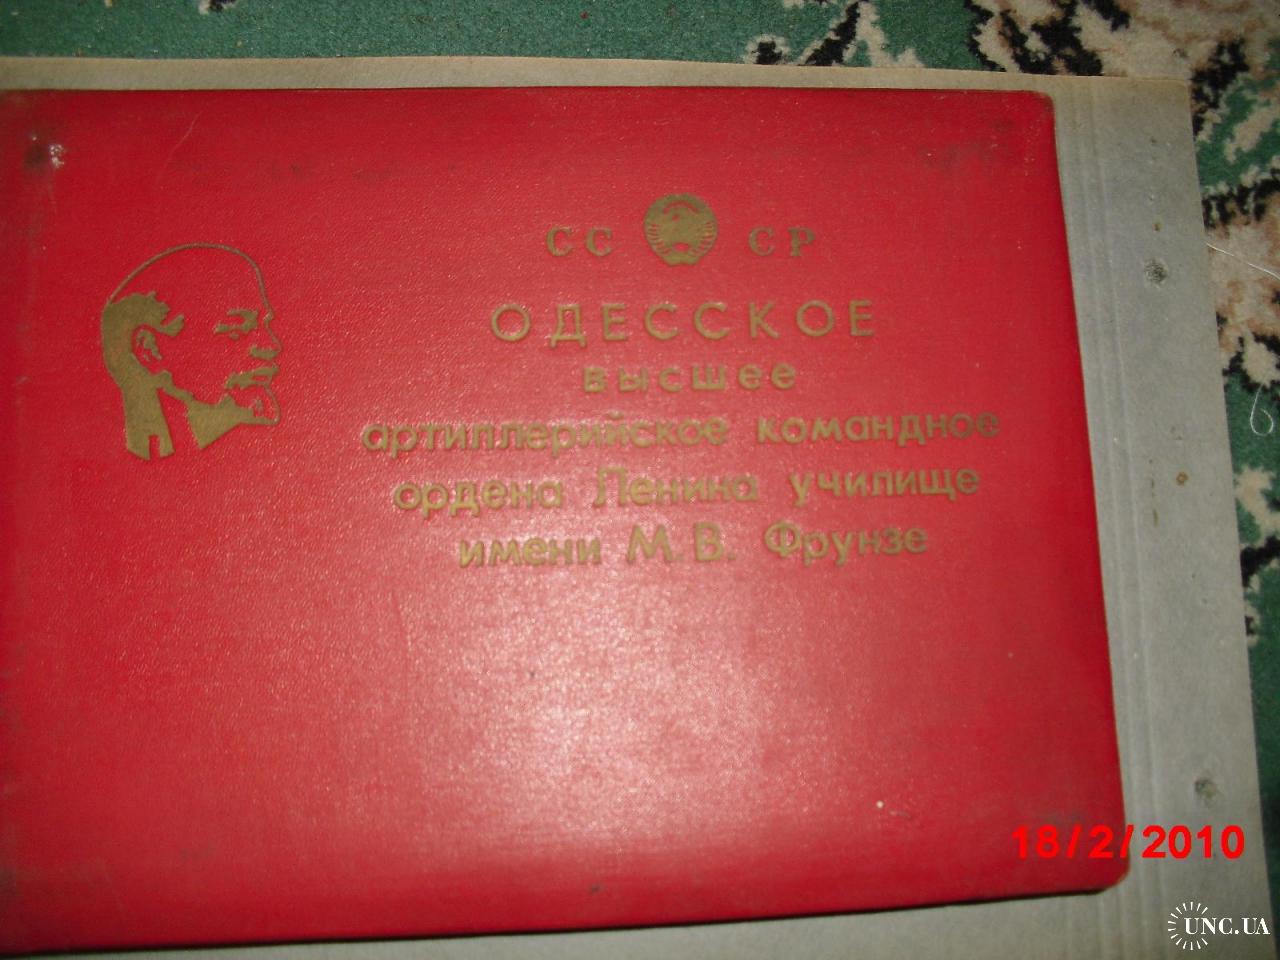 СС СР
ОДЕССКОЕ
высшее
артиллерийское командное
ордена Ленина училище
имени М.В. Фрунзе
18/2/2010
UNC.UA